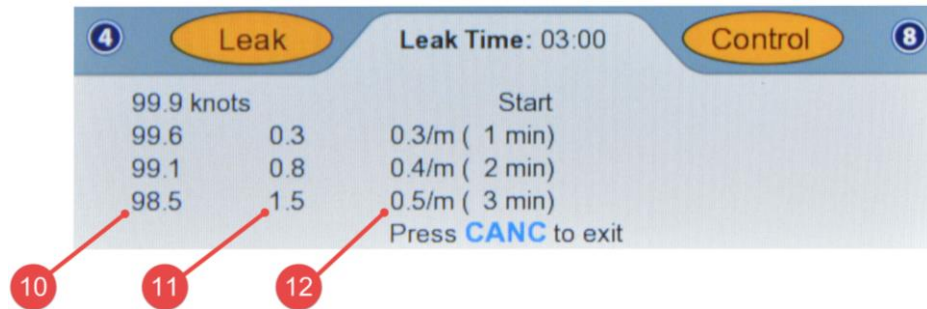 4 Leak Leak Time: 03:00 Control 8
99.9 knots Start
99.6 0.3 0.3/m ( 1 min)
99.1 0.8 0.4/m ( 2 min)
98.5 1.5 0.5/m ( 3 min)
Press CANC to exit
10 11 12